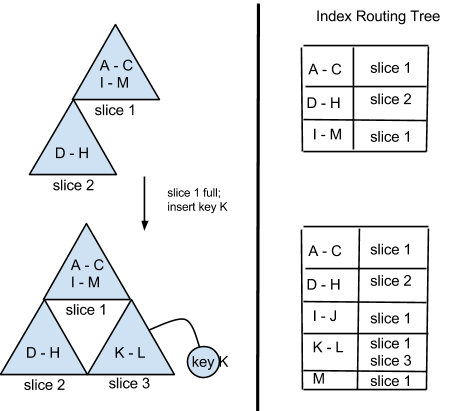 Index Routing Tree
A - C
I - M
slice 1
D - H
slice 2
slice 1 full;
insert key K
A - C
I - M
slice 1
D - H
K - L
key K
slice 2
slice 3
A - C
slice 1
D - H
slice 2
I - M
slice 1
A - C
slice 1
D - H
slice 2
I - J
slice 1
K - L
slice 1
slice 3
M
slice 1